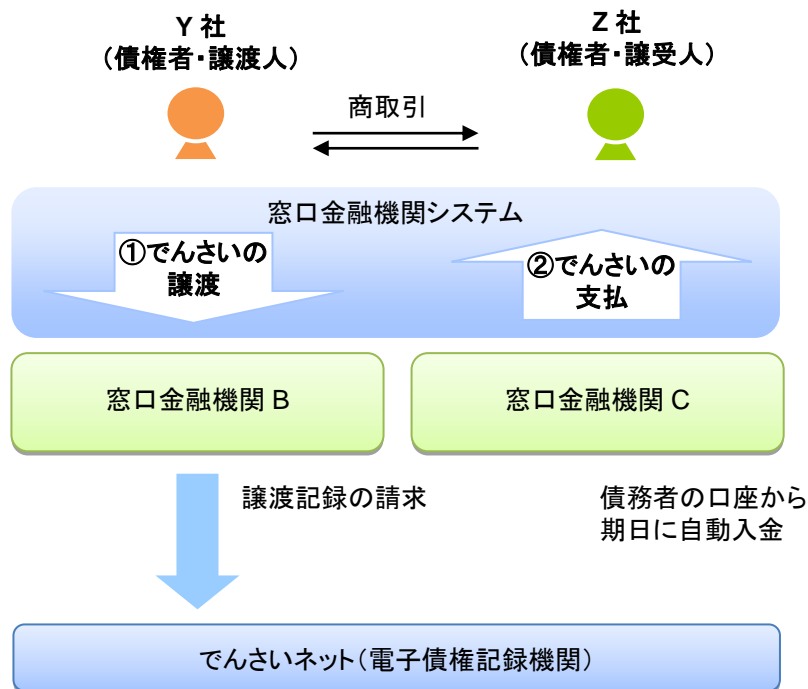 Y 社
（債権者・譲渡人）
Z 社
（債権者・譲受人）
商取引
窓口金融機関システム
①でんさいの
譲渡
②でんさいの
支払
窓口金融機関 B
窓口金融機関 C
譲渡記録の請求
債務者の口座から
期日に自動入金
でんさいネット（電子債権記録機関）